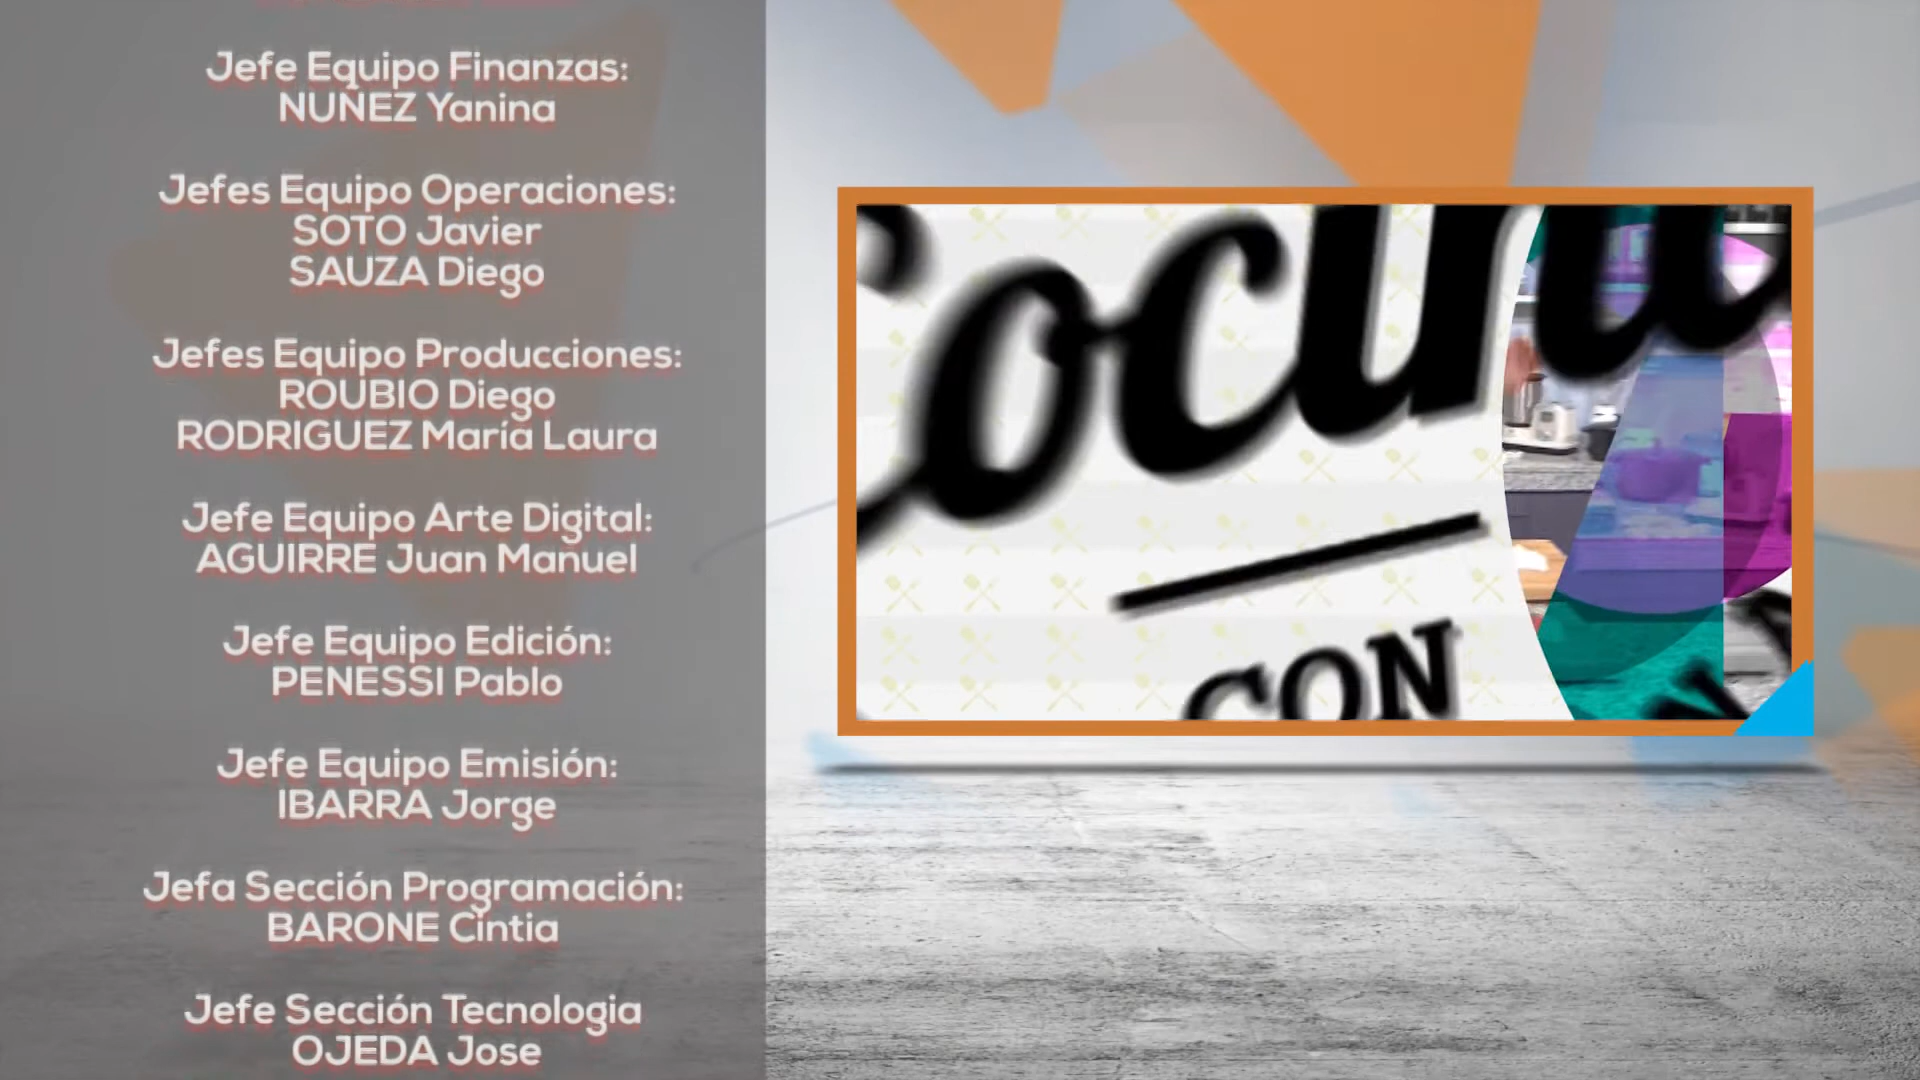 Jefe Equipo Finanzas:
NUÑEZ Yanina
Jefes Equipo Operaciones:
SOTO Javier
SAUZA Diego
Jefes Equipo Producciones:
ROUBIO Diego
RODRIGUEZ María Laura
Jefe Equipo Arte Digital:
AGUIRRE Juan Manuel
Jefe Equipo Edición:
PENESSI Pablo
Jefe Equipo Emisión:
IBARRA Jorge
Jefa Sección Programación:
BARONE Cintia
Jefe Sección Tecnologia
OJEDA Jose
Cocina
CON